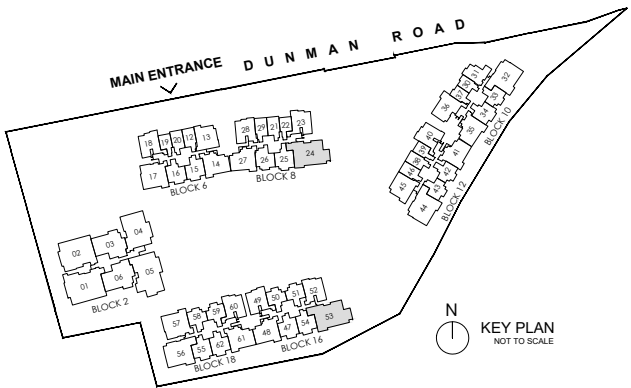 DUNMAN ROAD
MAIN ENTRANCE
18 19 20 12 13
17 16 15 14
BLOCK 6
28 29 21 22 23
27 26 25 24
BLOCK 8
36 37 30 31 32
35 34 33
BLOCK 10
45 46 38 39 40
44 43 42 41
BLOCK 12
02 03 04
01 06 05
BLOCK 2
57 58 59 60
56 55 62 61
BLOCK 18
49 50 51 52
48 47 54 53
BLOCK 16
N
KEY PLAN
NOT TO SCALE